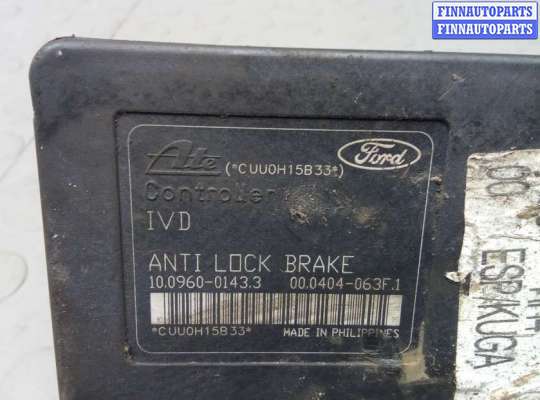 FINNAUTOPARTS
FINNAUTOPARTS
Ate (*CUU0H15B33*) Ford
Controller
IVD
ANTI LOCK BRAKE
10.0960-0143.3 00.0404-063F.1
*CUU0H15B33* MADE IN PHILIPPINES
00
ESPAKUGA